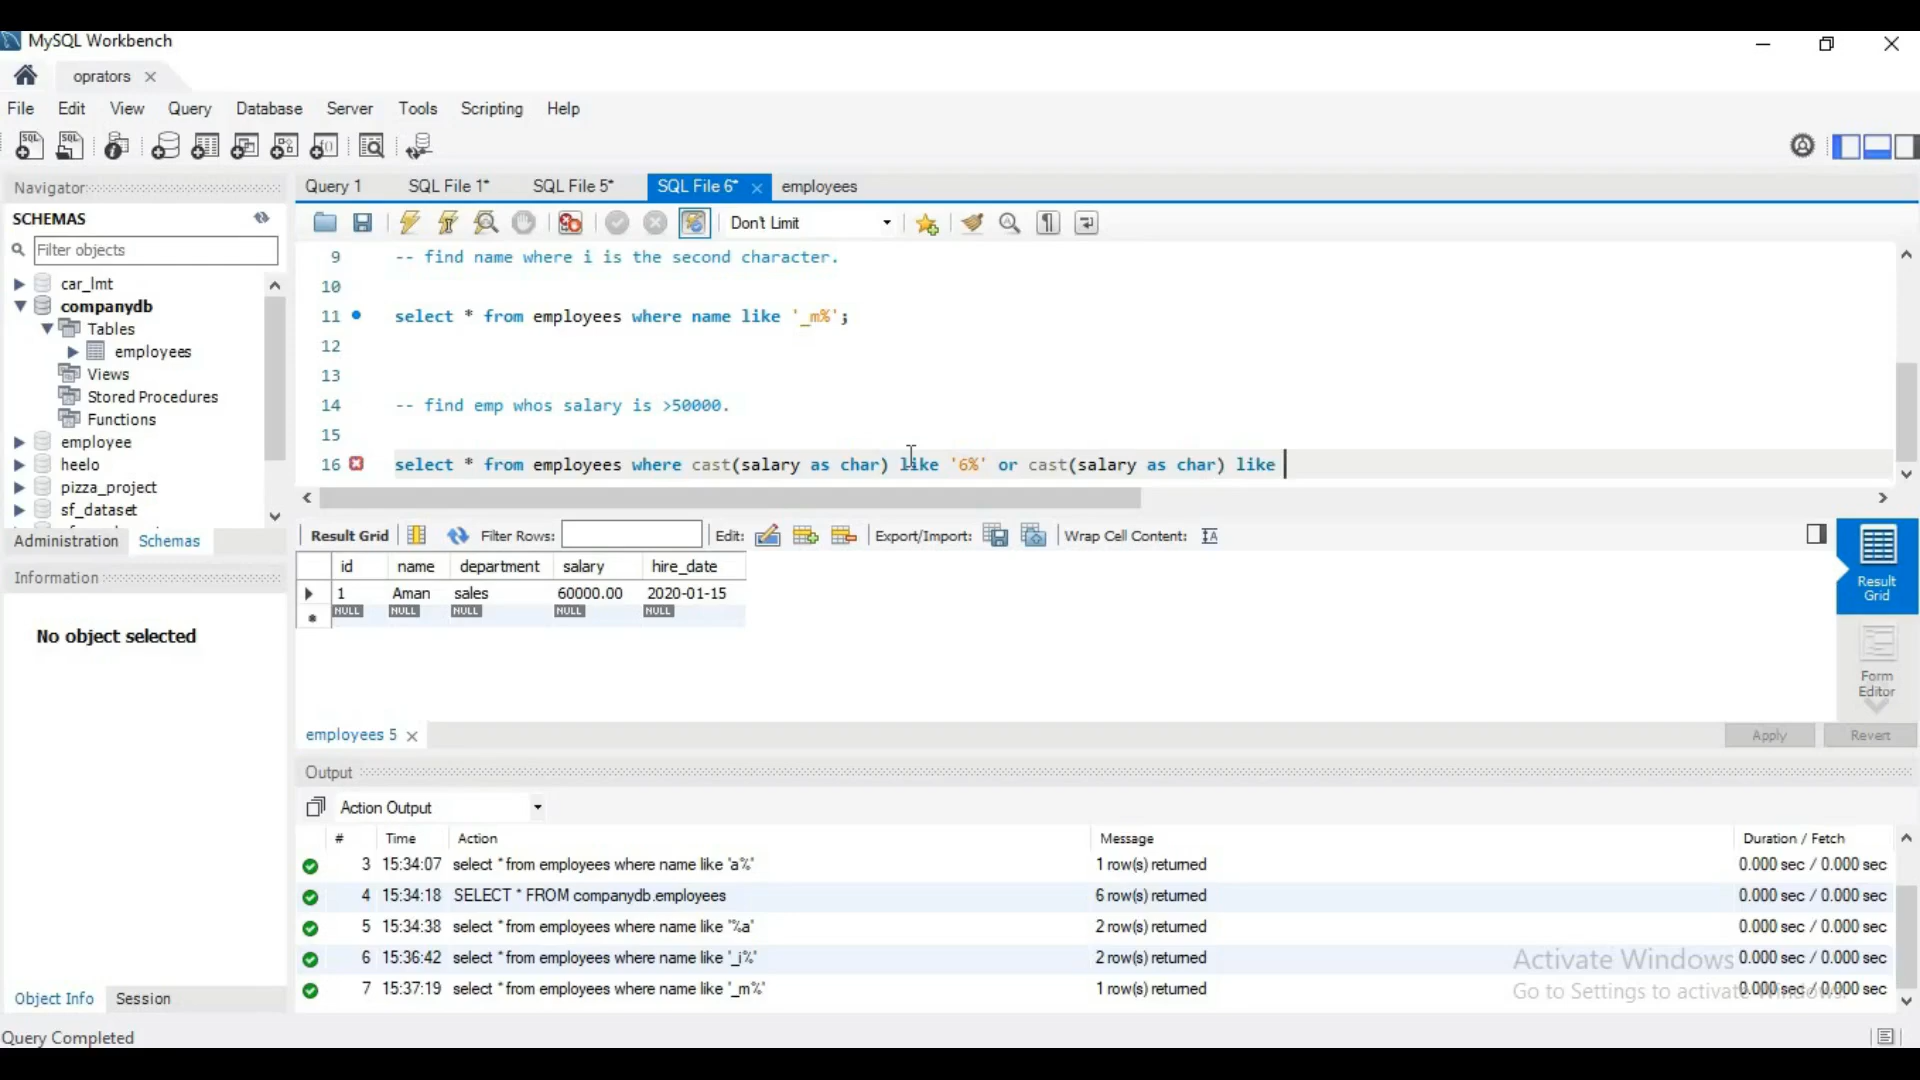 MySQL Workbench
oprators
File Edit View Query Database Server Tools Scripting Help
Navigator
SCHEMAS
Filter objects
car_lmt
companydb
Tables
employees
Views
Stored Procedures
Functions
employee
heelo
pizza_project
sf_dataset
Administration Schemas
Information
No object selected
Object Info Session
Query Completed
Query 1 SQL File 1* SQL File 5* SQL File 6* employees
Don't Limit
9 -- find name where i is the second character.
10
11 select * from employees where name like '_m%';
12
13
14 -- find emp whos salary is >50000.
15
16 select * from employees where cast(salary as char) like '6%' or cast(salary as char) like
Result Grid Filter Rows: Edit: Export/Import: Wrap Cell Content:
id name department salary hire_date
1 Aman sales 60000.00 2020-01-15
NULL NULL NULL NULL NULL
Result Grid
Form Editor
employees 5
Apply Revert
Output
Action Output
# Time Action Message Duration / Fetch
3 15:34:07 select * from employees where name like 'a%' 1 row(s) returned 0.000 sec / 0.000 sec
4 15:34:18 SELECT * FROM companydb.employees 6 row(s) returned 0.000 sec / 0.000 sec
5 15:34:38 select * from employees where name like '%a' 2 row(s) returned 0.000 sec / 0.000 sec
6 15:36:42 select * from employees where name like '_i%' 2 row(s) returned 0.000 sec / 0.000 sec
7 15:37:19 select * from employees where name like '_m%' 1 row(s) returned 0.000 sec / 0.000 sec
Activate Windows
Go to Settings to activate Windows.